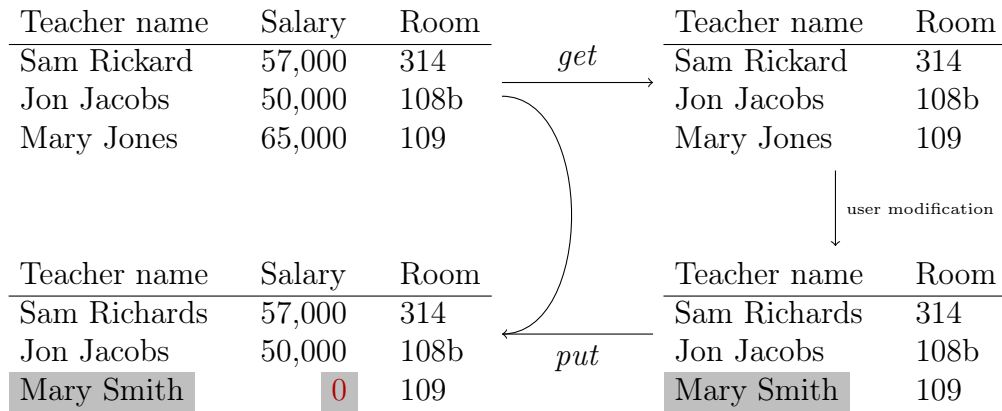 Teacher name Salary Room
Sam Rickard 57,000 314
Jon Jacobs 50,000 108b
Mary Jones 65,000 109
get
Teacher name Room
Sam Rickard 314
Jon Jacobs 108b
Mary Jones 109
user modification
Teacher name Salary Room
Sam Richards 57,000 314
Jon Jacobs 50,000 108b
Mary Smith 0 109
put
Teacher name Room
Sam Richards 314
Jon Jacobs 108b
Mary Smith 109